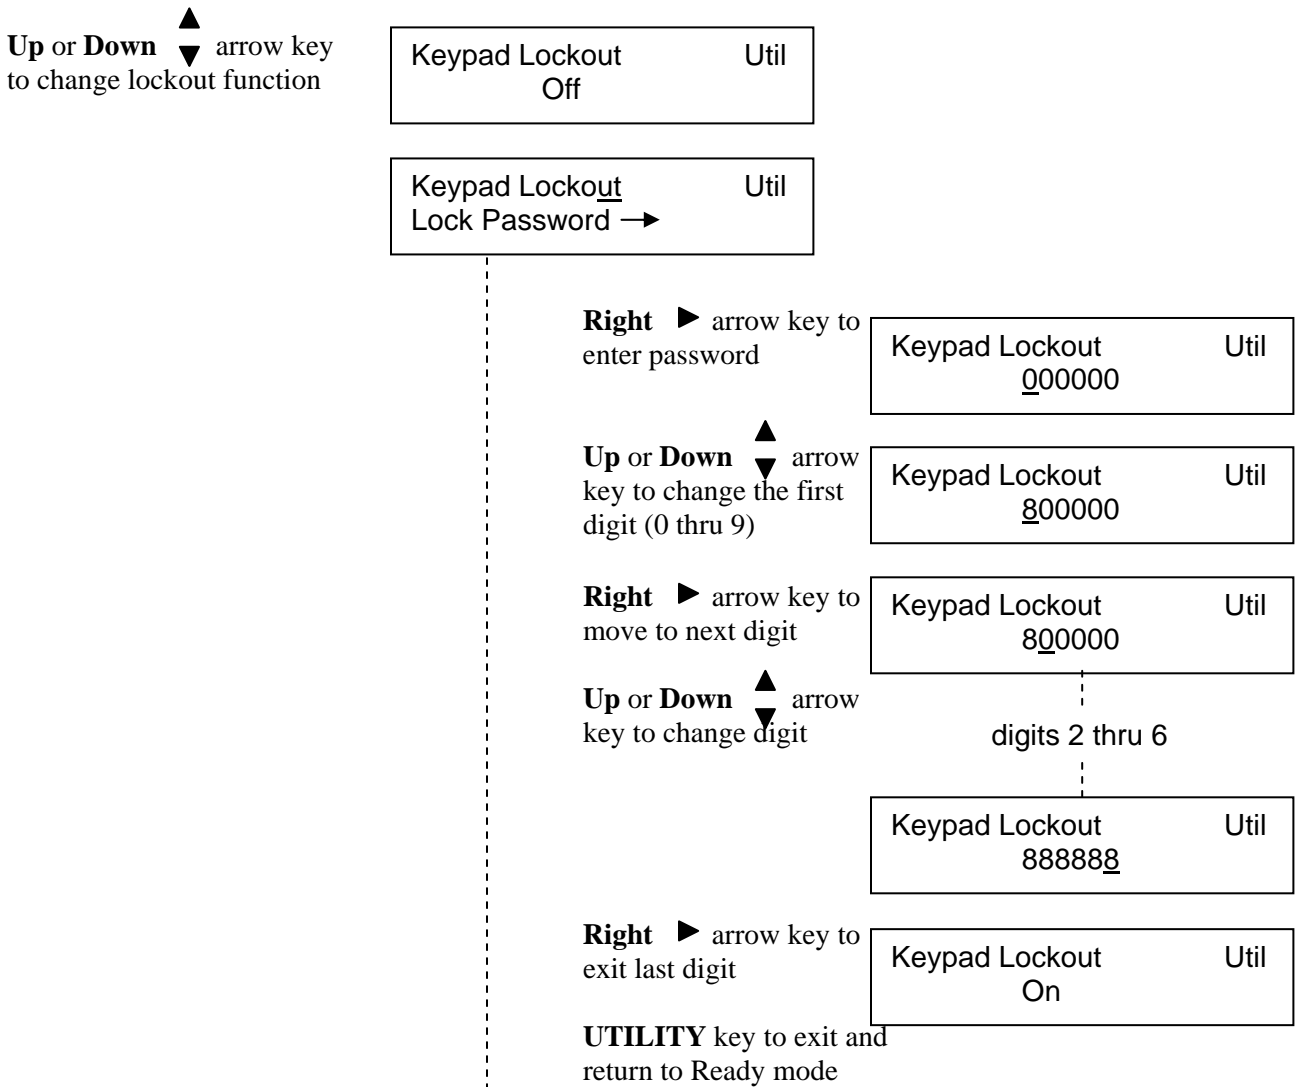 Up or Down ▲▼ arrow key
to change lockout function
Keypad Lockout Util
Off
Keypad Lockout Util
Lock Password →
Right ▶ arrow key to
enter password
Keypad Lockout Util
000000
Up or Down ▲▼ arrow
key to change the first
digit (0 thru 9)
Keypad Lockout Util
800000
Right ▶ arrow key to
move to next digit
Keypad Lockout Util
800000
Up or Down ▲▼ arrow
key to change digit
digits 2 thru 6
Keypad Lockout Util
888888
Right ▶ arrow key to
exit last digit
Keypad Lockout Util
On
UTILITY key to exit and
return to Ready mode